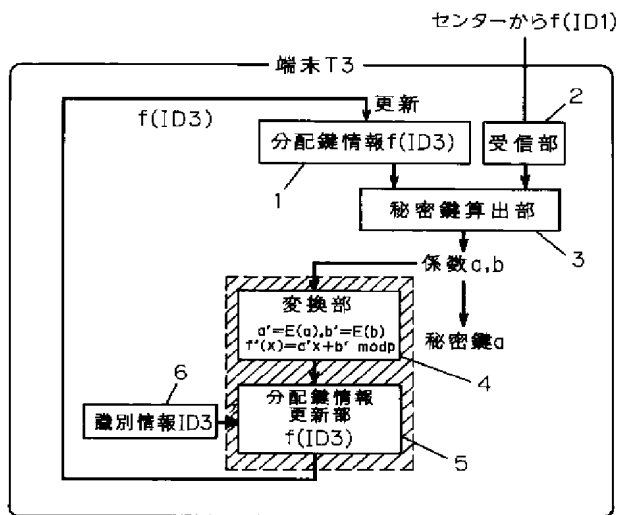 センターからf(ID1)
端末T3
f(ID3)
更新
2
分配鍵情報f(ID3)
受信部
1
秘密鍵算出部
3
係数a,b
変換部
a'=E(a),b'=E(b)
f'(x)=a'x+b' modp
秘密鍵a
4
6
分配鍵情報
更新部
f(ID3)
識別情報ID3
5